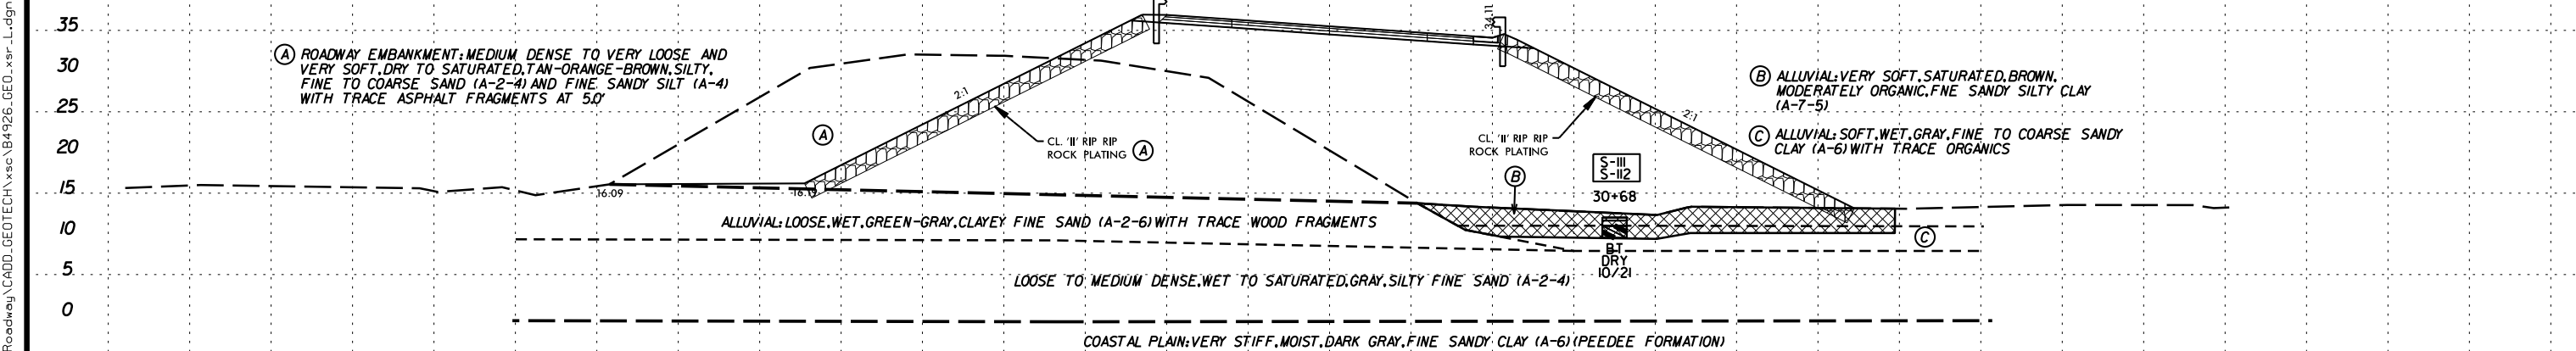 Roadway\CADD_GEOTECH\xsc\B4926_GEO_xsr_L.dgn
35
30
25
20
15
10
5
0
(A) ROADWAY EMBANKMENT: MEDIUM DENSE TO VERY LOOSE AND
VERY SOFT, DRY TO SATURATED, TAN-ORANGE-BROWN, SILTY,
FINE TO COARSE SAND (A-2-4) AND FINE SANDY SILT (A-4)
WITH TRACE ASPHALT FRAGMENTS AT 5.0'
34.11
(B) ALLUVIAL: VERY SOFT, SATURATED, BROWN,
MODERATELY ORGANIC, FNE SANDY SILTY CLAY
(A-7-5)
(C) ALLUVIAL: SOFT, WET, GRAY, FINE TO COARSE SANDY
CLAY (A-6) WITH TRACE ORGANICS
2:1
2:1
A
CL. 'II' RIP RIP
ROCK PLATING (A)
CL. 'II' RIP RIP
ROCK PLATING
B
S-111
S-112
30+68
16.09
ALLUVIAL: LOOSE, WET, GREEN-GRAY, CLAYEY FINE SAND (A-2-6) WITH TRACE WOOD FRAGMENTS
C
BT
DRY
10/21
LOOSE TO MEDIUM DENSE, WET TO SATURATED, GRAY, SILTY FINE SAND (A-2-4)
COASTAL PLAIN: VERY STIFF, MOIST, DARK GRAY, FINE SANDY CLAY (A-6) (PEEDEE FORMATION)